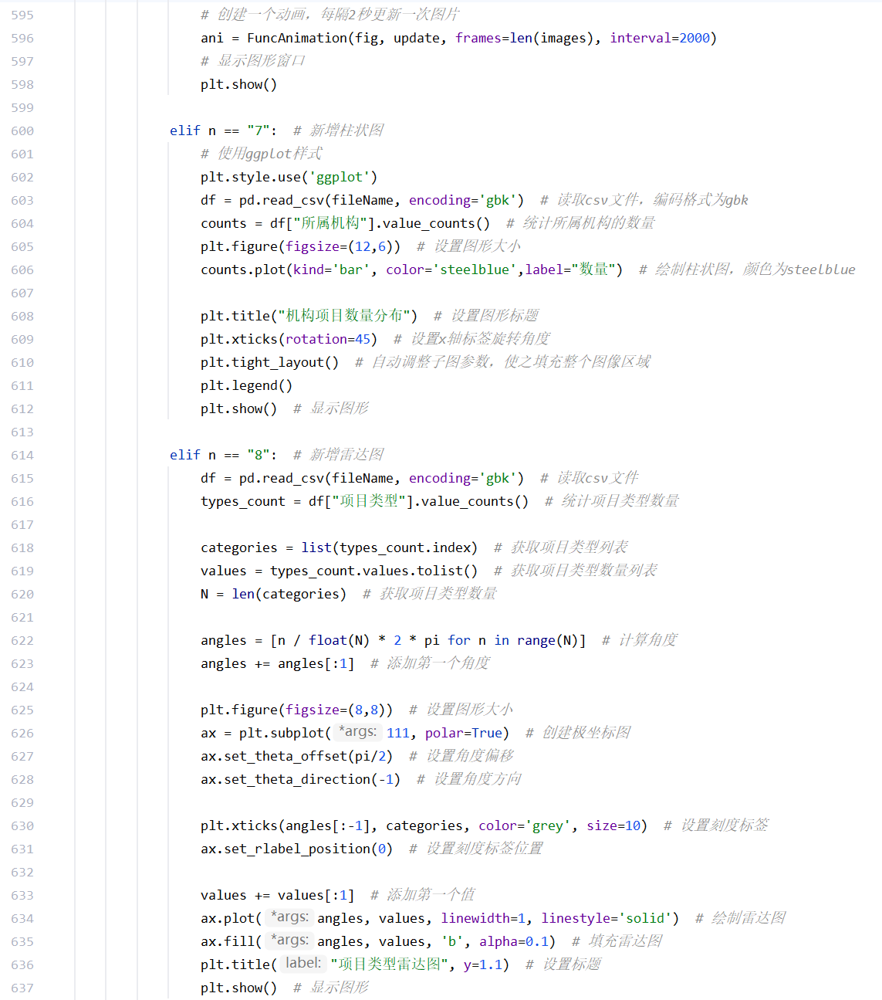 595 # 创建一个动画，每隔2秒更新一次图片
596 ani = FuncAnimation(fig, update, frames=len(images), interval=2000)
597 # 显示图形窗口
598 plt.show()
599
600 elif n == "7":  # 新增柱状图
601 # 使用ggplot样式
602 plt.style.use('ggplot')
603 df = pd.read_csv(fileName, encoding='gbk')  # 读取csv文件，编码格式为gbk
604 counts = df["所属机构"].value_counts()  # 统计所属机构的数量
605 plt.figure(figsize=(12,6))  # 设置图形大小
606 counts.plot(kind='bar', color='steelblue',label="数量")  # 绘制柱状图，颜色为steelblue
607
608 plt.title("机构项目数量分布")  # 设置图形标题
609 plt.xticks(rotation=45)  # 设置x轴标签旋转角度
610 plt.tight_layout()  # 自动调整子图参数，使之填充整个图像区域
611 plt.legend()
612 plt.show()  # 显示图形
613
614 elif n == "8":  # 新增雷达图
615 df = pd.read_csv(fileName, encoding='gbk')  # 读取csv文件
616 types_count = df["项目类型"].value_counts()  # 统计项目类型数量
617
618 categories = list(types_count.index)  # 获取项目类型列表
619 values = types_count.values.tolist()  # 获取项目类型数量列表
620 N = len(categories)  # 获取项目类型数量
621
622 angles = [n / float(N) * 2 * pi for n in range(N)]  # 计算角度
623 angles += angles[:1]  # 添加第一个角度
624
625 plt.figure(figsize=(8,8))  # 设置图形大小
626 ax = plt.subplot( *args: 111, polar=True)  # 创建极坐标图
627 ax.set_theta_offset(pi/2)  # 设置角度偏移
628 ax.set_theta_direction(-1)  # 设置角度方向
629
630 plt.xticks(angles[:-1], categories, color='grey', size=10)  # 设置刻度标签
631 ax.set_rlabel_position(0)  # 设置刻度标签位置
632
633 values += values[:1]  # 添加第一个值
634 ax.plot( *args: angles, values, linewidth=1, linestyle='solid')  # 绘制雷达图
635 ax.fill( *args: angles, values, 'b', alpha=0.1)  # 填充雷达图
636 plt.title( label: "项目类型雷达图", y=1.1)  # 设置标题
637 plt.show()  # 显示图形